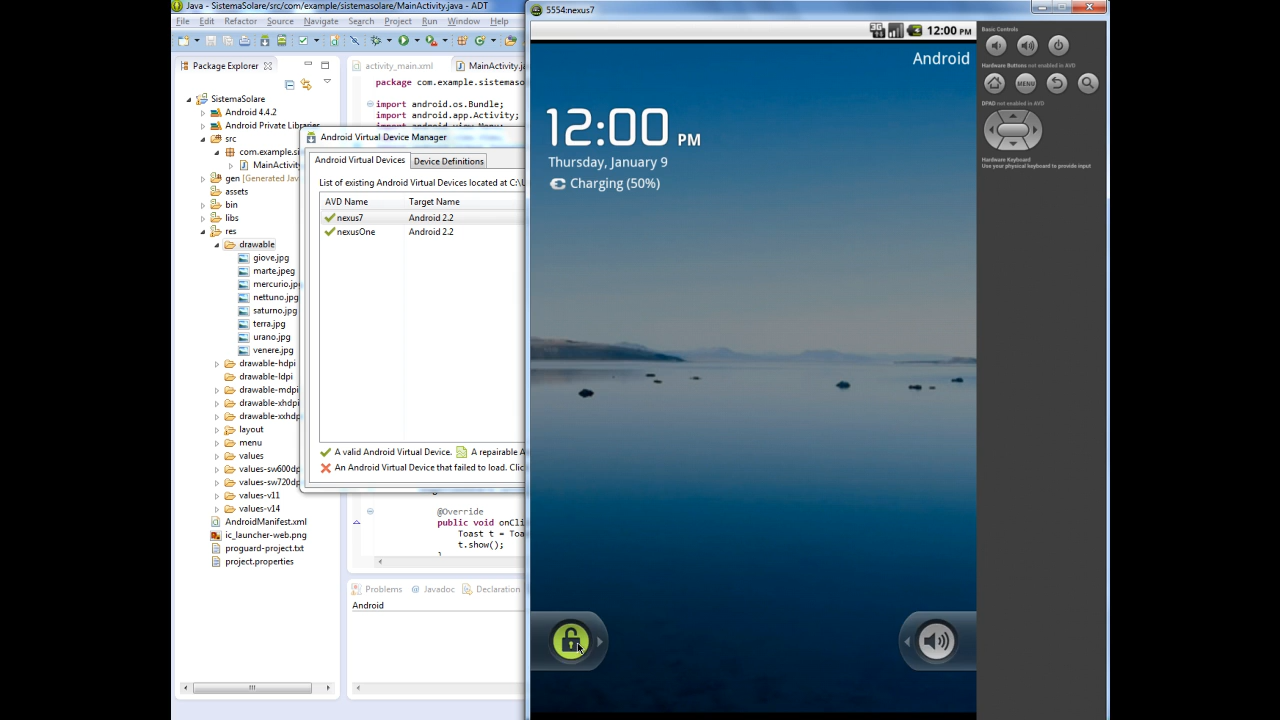 Java - SistemaSolare/src/com/example/sistemasolare/MainActivity.java - ADT
File Edit Refactor Source Navigate Search Project Run Window Help
Package Explorer
SistemaSolare
Android 4.4.2
Android Private Libraries
src
com.example.si
MainActivity
gen [Generated Jav
assets
bin
libs
res
drawable
giove.jpg
marte.jpeg
mercurio.jp
nettuno.jpg
saturno.jpg
terra.jpg
urano.jpg
venere.jpg
drawable-hdpi
drawable-ldpi
drawable-mdpi
drawable-xhdpi
drawable-xxhdp
layout
menu
values
values-sw600dp
values-sw720dp
values-v11
values-v14
AndroidManifest.xml
ic_launcher-web.png
proguard-project.txt
project.properties
activity_main.xml MainActivity.ja
package com.example.sistemaso
import android.os.Bundle;
import android.app.Activity;
@Override
public void onCli
Toast t = Toa
t.show();
Problems @ Javadoc Declaration
Android
Android Virtual Device Manager
Android Virtual Devices Device Definitions
List of existing Android Virtual Devices located at C:\U
AVD Name Target Name
nexus7 Android 2.2
nexusOne Android 2.2
A valid Android Virtual Device. A repairable A
An Android Virtual Device that failed to load. Clic
5554:nexus7
3G 12:00 PM
Android
12:00 PM
Thursday, January 9
Charging (50%)
Basic Controls
Hardware Buttons not enabled in AVD
MENU
DPAD not enabled in AVD
Hardware Keyboard
Use your physical keyboard to provide input